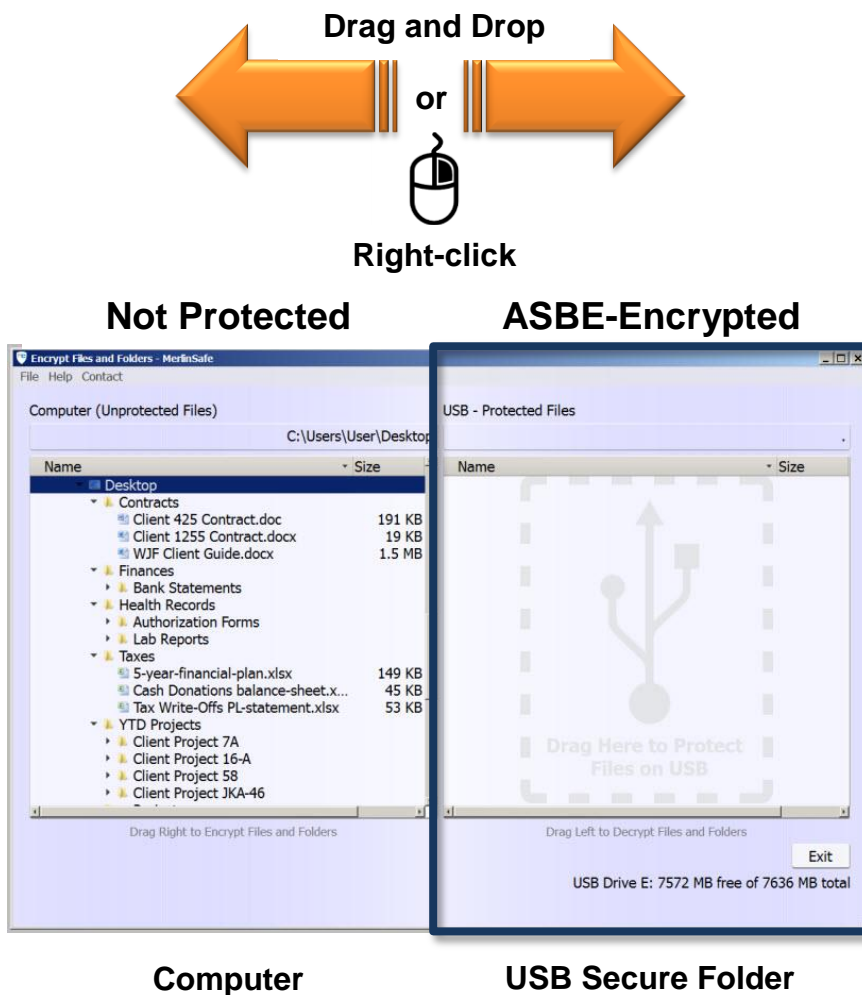 Drag and Drop
or
Right-click
Not Protected
ASBE-Encrypted
Encrypt Files and Folders - MerlinSafe
File Help Contact
Computer (Unprotected Files)
C:\Users\User\Desktop
Name Size
Desktop
Contracts
Client 425 Contract.doc 191 KB
Client 1255 Contract.docx 19 KB
WJF Client Guide.docx 1.5 MB
Finances
Bank Statements
Health Records
Authorization Forms
Lab Reports
Taxes
5-year-financial-plan.xlsx 149 KB
Cash Donations balance-sheet.x... 45 KB
Tax Write-Offs PL-statement.xlsx 53 KB
YTD Projects
Client Project 7A
Client Project 16-A
Client Project 58
Client Project JKA-46
Drag Right to Encrypt Files and Folders
USB - Protected Files
.
Name Size
Drag Here to Protect
Files on USB
Drag Left to Decrypt Files and Folders
Exit
USB Drive E: 7572 MB free of 7636 MB total
Computer
USB Secure Folder